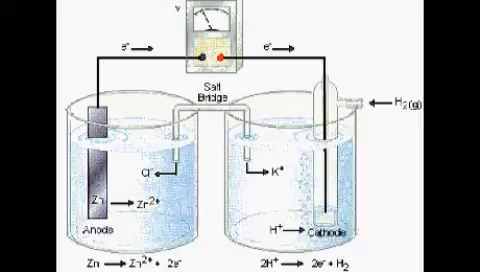 V
e⁻ → e⁻ →
Salt
Bridge
← H₂(g)
Cl⁻ K⁺
Zn → Zn²⁺ H⁺ →
Anode Cathode
Zn → Zn²⁺ + 2e⁻ 2H⁺ → 2e⁻ + H₂